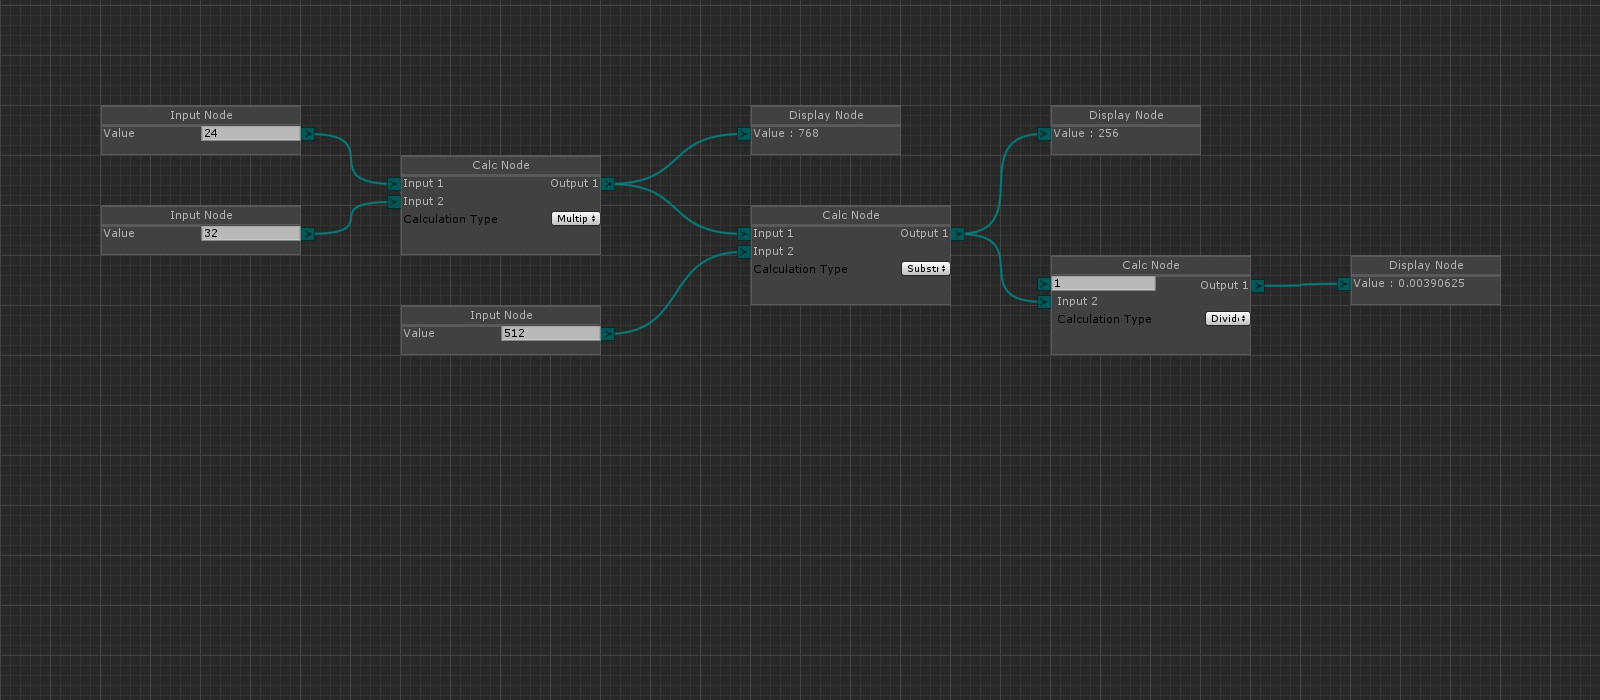 Input Node
Value 24
Input Node
Value 32
Calc Node
Input 1 Output 1
Input 2
Calculation Type Multip
Input Node
Value 512
Display Node
Value : 768
Calc Node
Input 1 Output 1
Input 2
Calculation Type Substr
Display Node
Value : 256
Calc Node
1 Output 1
Input 2
Calculation Type Divid
Display Node
Value : 0.00390625